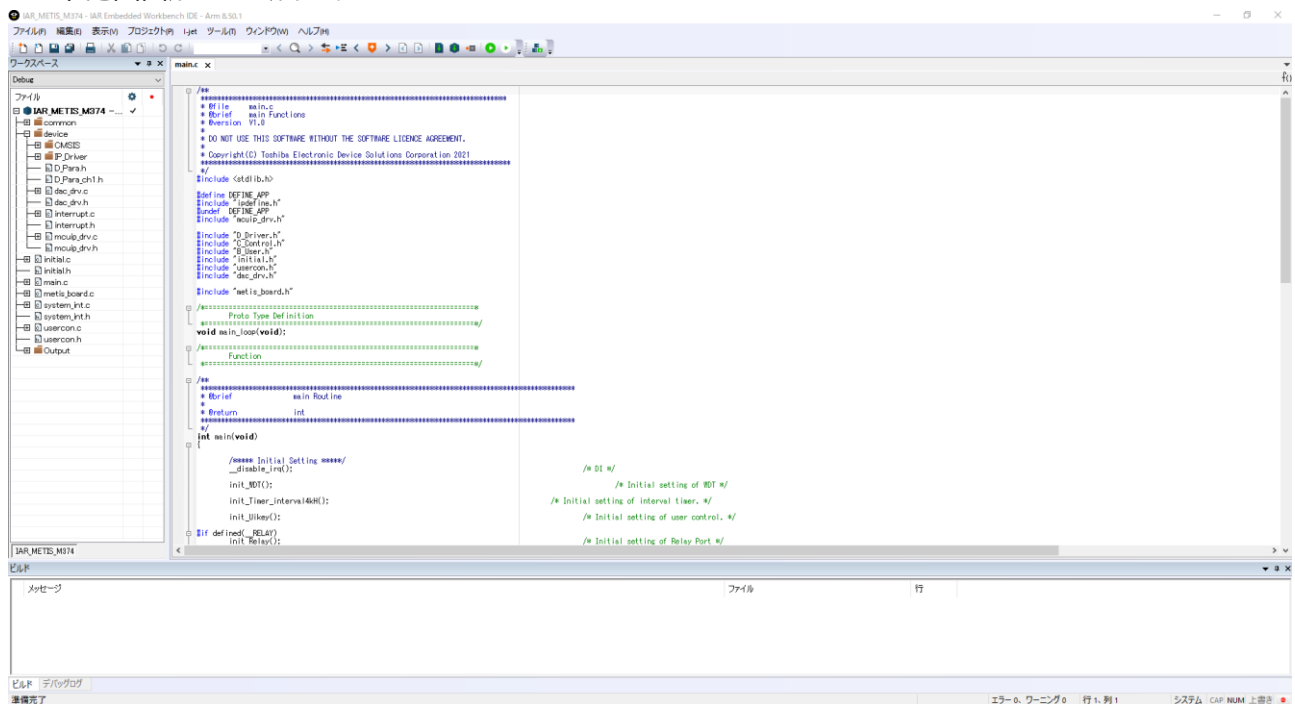 IAR_METIS_M374 - IAR Embedded Workbench IDE - Arm 8.50.1
ファイル(F) 編集(E) 表示(V) プロジェクト(P) I-jet ツール(T) ウィンドウ(W) ヘルプ(H)
ワークスペース
main.c x
Debug
f()
ファイル
IAR_METIS_M374 -...
common
device
CMSIS
IP_Driver
D_Para.h
D_Para_ch1.h
dac_drv.c
dac_drv.h
interrupt.c
interrupt.h
mcuip_drv.c
mcuip_drv.h
initial.c
initial.h
main.c
metis_board.c
system_int.c
system_int.h
usercon.c
usercon.h
Output
IAR_METIS_M374
/**
* @file main.c
* @brief main Functions
* @version V1.0
*
* DO NOT USE THIS SOFTWARE WITHOUT THE SOFTWARE LICENCE AGREEMENT.
*
* Copyright(C) Toshiba Electronic Device Solutions Corporation 2021
*/
#include <stdlib.h>
#define DEFINE_APP
#include "ipdefine.h"
#undef DEFINE_APP
#include "mcuip_drv.h"
#include "D_Driver.h"
#include "C_Control.h"
#include "B_User.h"
#include "initial.h"
#include "usercon.h"
#include "dac_drv.h"
#include "metis_board.h"
Proto Type Definition
void main_loop(void);
Function
/**
* @brief main Routine
*
* @return int
*/
int main(void)
{
/***** Initial Setting *****/
__disable_irq(); /* DI */
init_WDT(); /* Initial setting of WDT */
init_Timer_interval4kH(); /* Initial setting of interval timer. */
init_Uikey(); /* Initial setting of user control. */
#if defined(__RELAY)
init_Relay(); /* Initial setting of Relay Port */
ビルド
メッセージ ファイル 行
ビルド デバッグログ
準備完了 エラー 0、ワーニング 0 行 1、列 1 システム CAP NUM 上書き